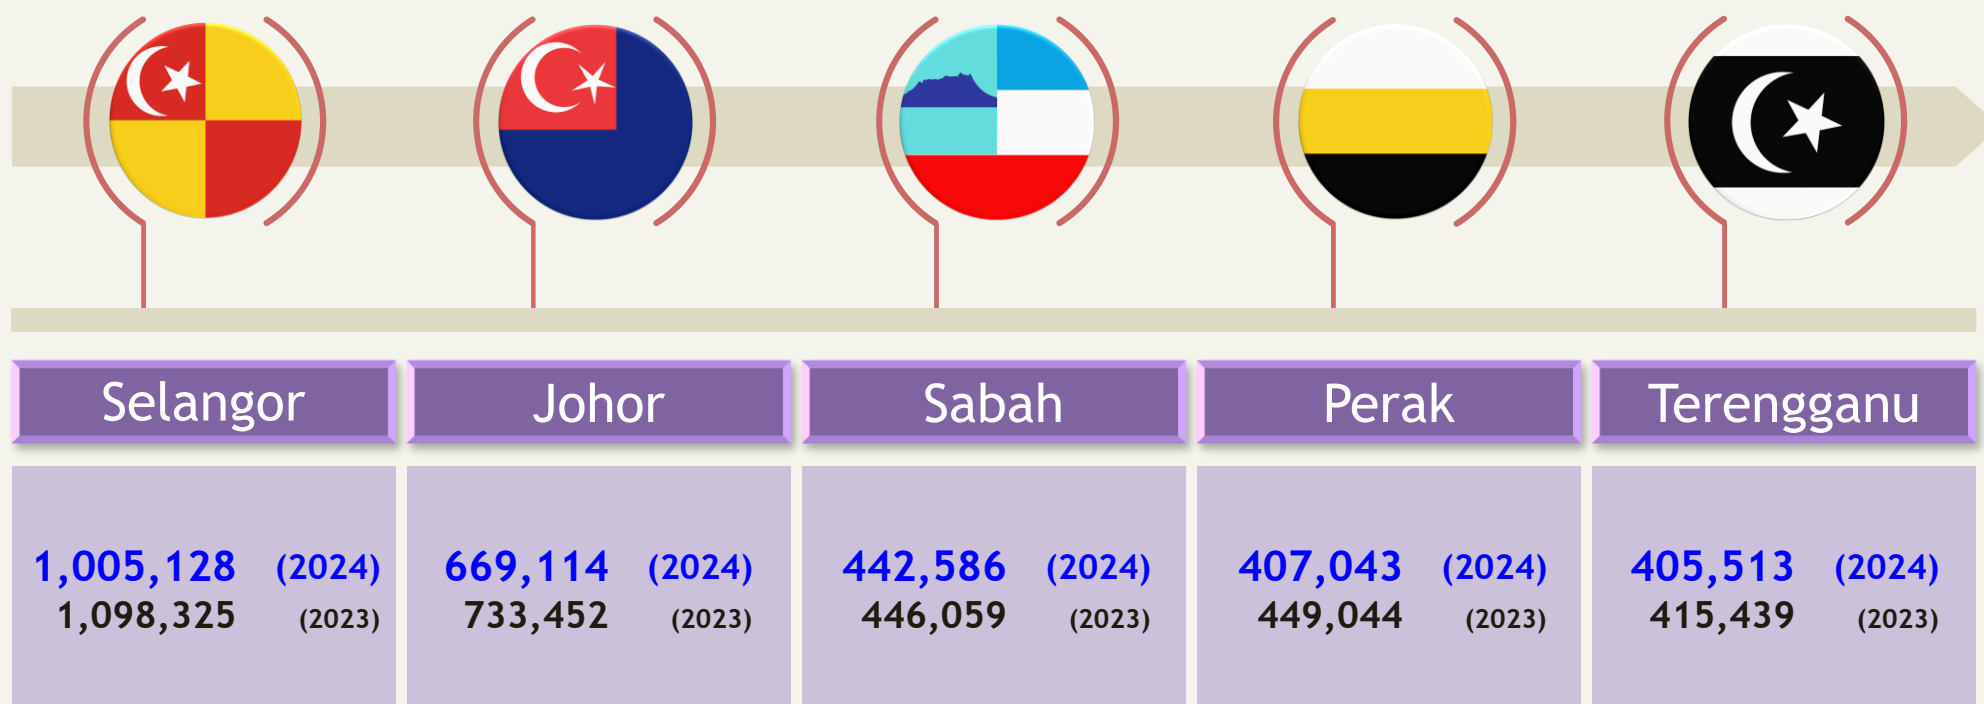 Selangor
Johor
Sabah
Perak
Terengganu
1,005,128 (2024)
1,098,325 (2023)
669,114 (2024)
733,452 (2023)
442,586 (2024)
446,059 (2023)
407,043 (2024)
449,044 (2023)
405,513 (2024)
415,439 (2023)